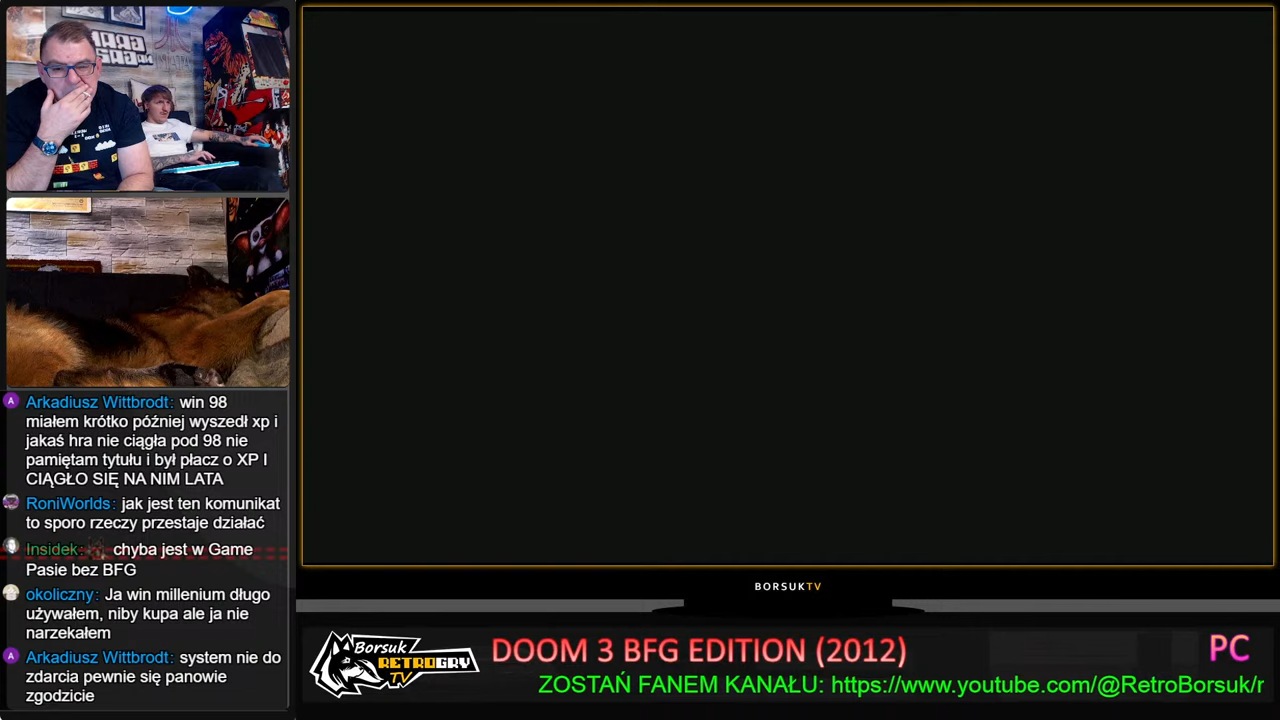 Arkadiusz Wittbrodt: win 98
miałem krótko później wyszedł xp i
jakaś hra nie ciągła pod 98 nie
pamiętam tytułu i był płacz o XP I
CIĄGŁO SIĘ NA NIM LATA
RoniWorlds: jak jest ten komunikat
to sporo rzeczy przestaje działać
Insidek: chyba jest w Game
Pasie bez BFG
okoliczny: Ja win millenium długo
używałem, niby kupa ale ja nie
narzekałem
Arkadiusz Wittbrodt: system nie do
zdarcia pewnie się panowie
zgodzicie
BORSUKTV
Borsuk
RETROGRY
TV
DOOM 3 BFG EDITION (2012)
PC
ZOSTAŃ FANEM KANAŁU: https://www.youtube.com/@RetroBorsuk/r